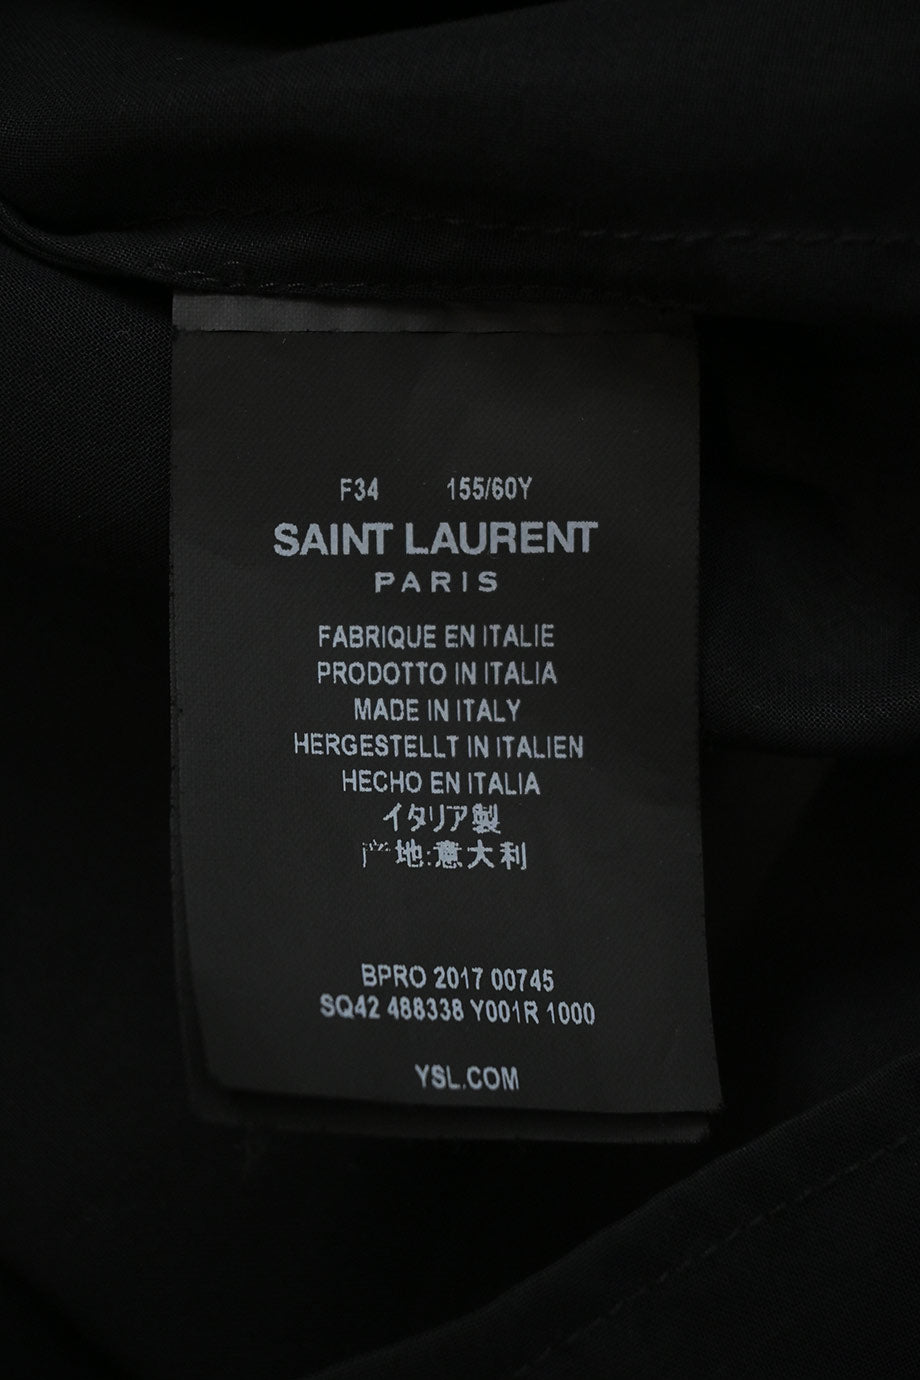 F34 155/60Y
SAINT LAURENT
PARIS
FABRIQUE EN ITALIE
PRODOTTO IN ITALIA
MADE IN ITALY
HERGESTELLT IN ITALIEN
HECHO EN ITALIA
イタリア製
产地:意大利
BPRO 2017 00745
SQ42 488338 Y001R 1000
YSL.COM